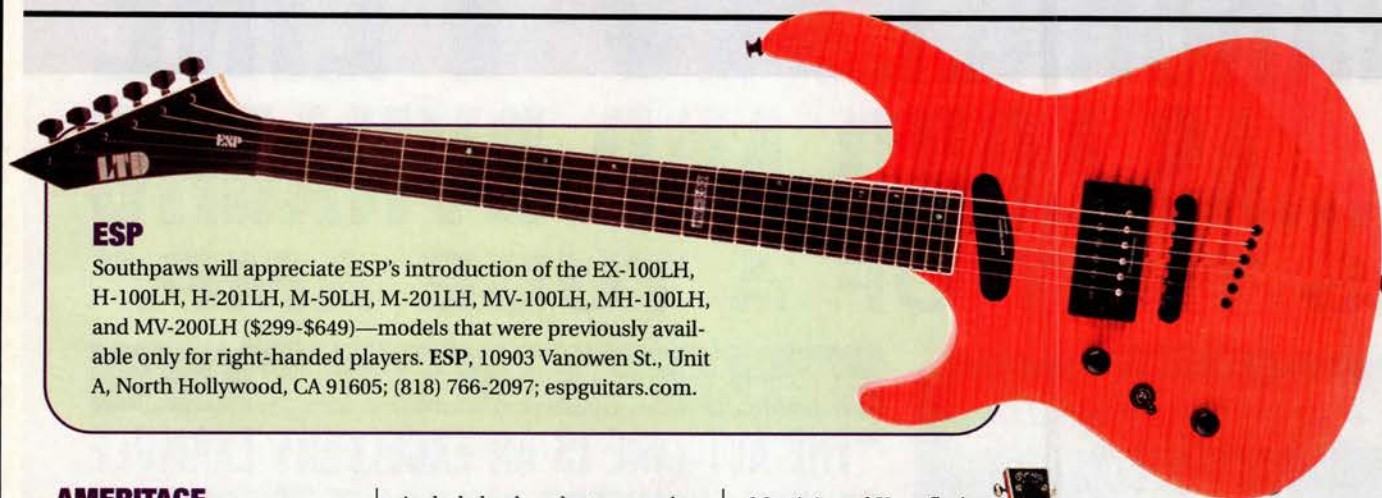 LTD
ESP
ESP
Southpaws will appreciate ESP's introduction of the EX-100LH,
H-100LH, H-201LH, M-50LH, M-201LH, MV-100LH, MH-100LH,
and MV-200LH ($299-$649)—models that were previously avail-
able only for right-handed players. ESP, 10903 Vanowen St., Unit
A, North Hollywood, CA 91605; (818) 766-2097; espguitars.com.
AMERITAGE